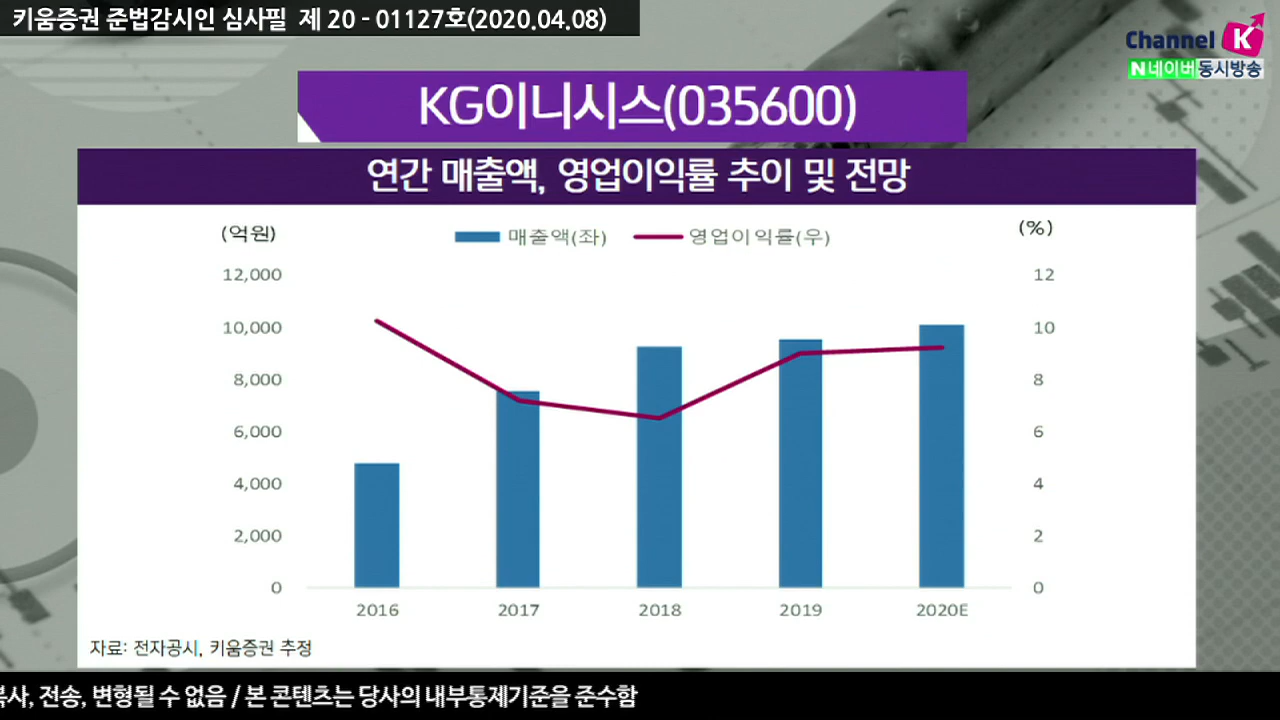 키움증권 준법감시인 심사필 제 20 - 01127호(2020.04.08)
Channel K
N 네이버 동시방송
KG이니시스(035600)
연간 매출액, 영업이익률 추이 및 전망
(억원)
매출액(좌) 영업이익률(우)
(%)
12,000 12
10,000 10
8,000 8
6,000 6
4,000 4
2,000 2
0 0
2016 2017 2018 2019 2020E
자료: 전자공시, 키움증권 추정
복사, 전송, 변형될 수 없음 / 본 콘텐츠는 당사의 내부통제기준을 준수함